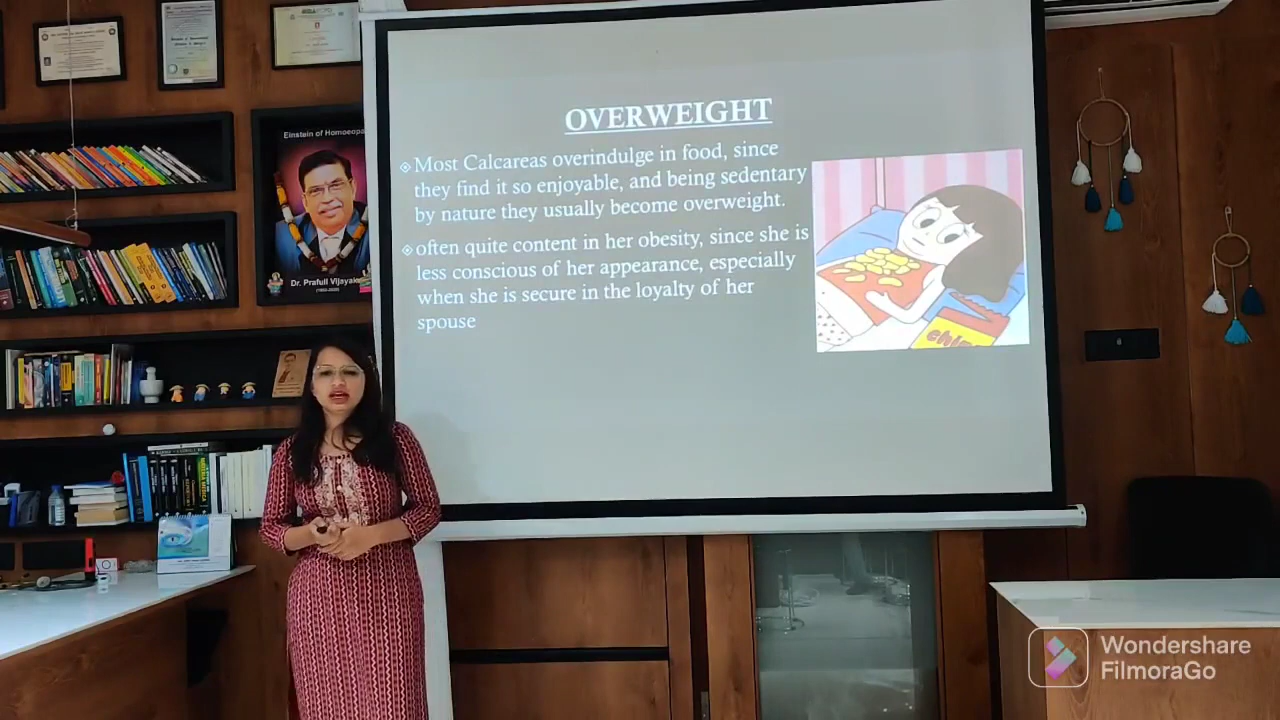 OVERWEIGHT
Most Calcareas overindulge in food, since
they find it so enjoyable, and being sedentary
by nature they usually become overweight.
often quite content in her obesity, since she is
less conscious of her appearance, especially
when she is secure in the loyalty of her
spouse
Einstein of Homoeopa
Dr. Prafull Vijayak
chip
Wondershare
FilmoraGo